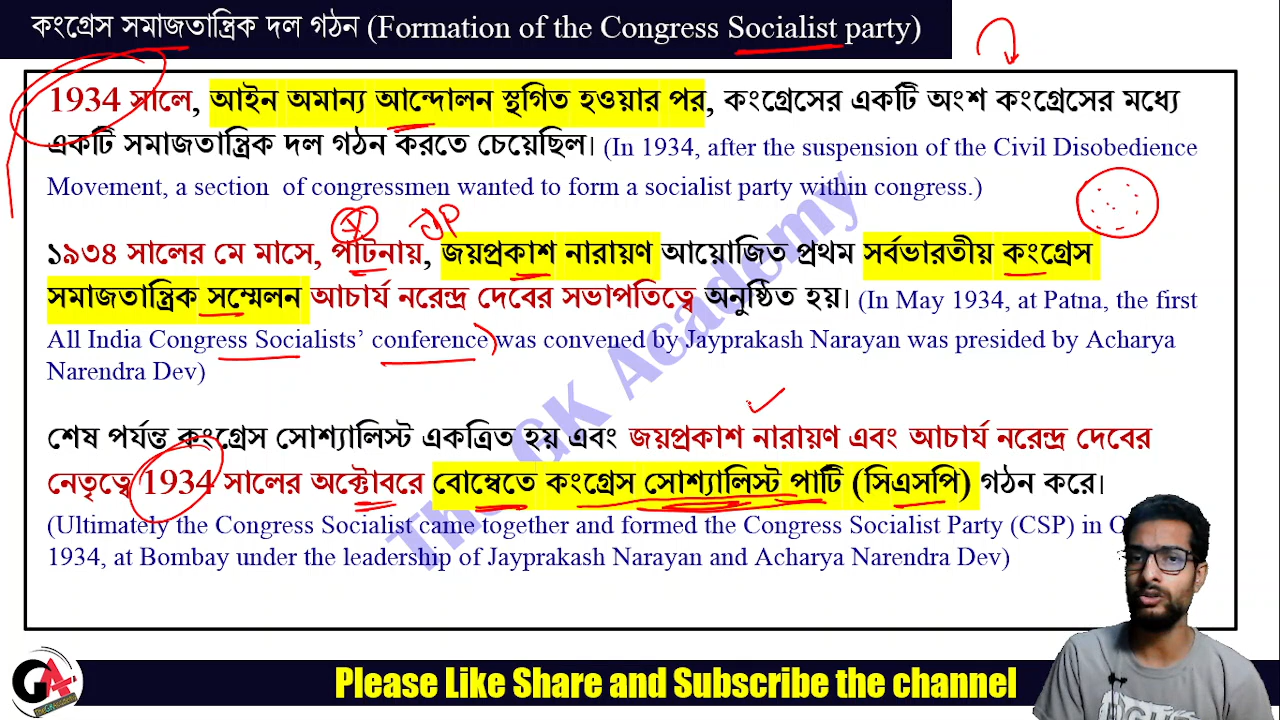 কংগ্রেস সমাজতান্ত্রিক দল গঠন (Formation of the Congress Socialist party)
1934 সালে, আইন অমান্য আন্দোলন স্থগিত হওয়ার পর, কংগ্রেসের একটি অংশ কংগ্রেসের মধ্যে
একটি সমাজতান্ত্রিক দল গঠন করতে চেয়েছিল। (In 1934, after the suspension of the Civil Disobedience
Movement, a section of congressmen wanted to form a socialist party within congress.)
JP
১৯৩৪ সালের মে মাসে, পাটনায়, জয়প্রকাশ নারায়ণ আয়োজিত প্রথম সর্বভারতীয় কংগ্রেস
সমাজতান্ত্রিক সম্মেলন আচার্য নরেন্দ্র দেবের সভাপতিত্বে অনুষ্ঠিত হয়। (In May 1934, at Patna, the first
All India Congress Socialists’ conference was convened by Jayprakash Narayan was presided by Acharya
Narendra Dev)
শেষ পর্যন্ত কংগ্রেস সোশ্যালিস্ট একত্রিত হয় এবং জয়প্রকাশ নারায়ণ এবং আচার্য নরেন্দ্র দেবের
নেতৃত্বে 1934 সালের অক্টোবরে বোম্বেতে কংগ্রেস সোশ্যালিস্ট পার্টি (সিএসপি) গঠন করে।
(Ultimately the Congress Socialist came together and formed the Congress Socialist Party (CSP) in
1934, at Bombay under the leadership of Jayprakash Narayan and Acharya Narendra Dev)
The GK Academy
Please Like Share and Subscribe the channel